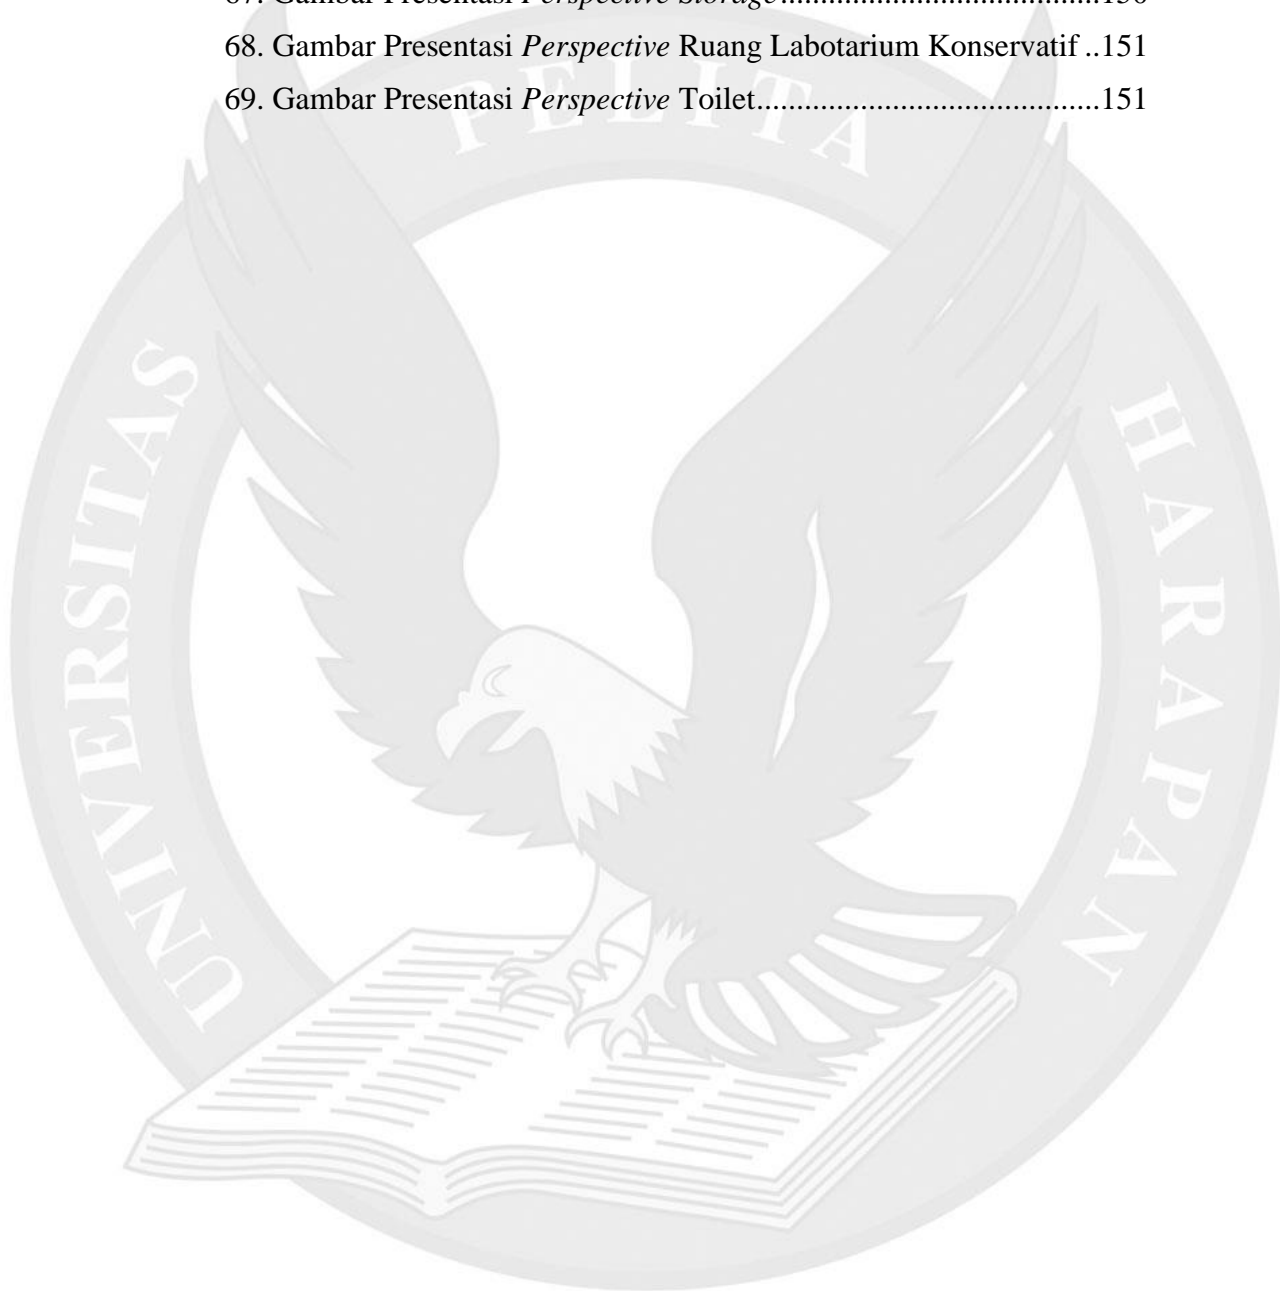 67. Gambar Presentasi Perspective Storage........................................150
68. Gambar Presentasi Perspective Ruang Labotarium Konservatif ..151
69. Gambar Presentasi Perspective Toilet..........................................151
UNIVERSITAS PELITA HARAPAN